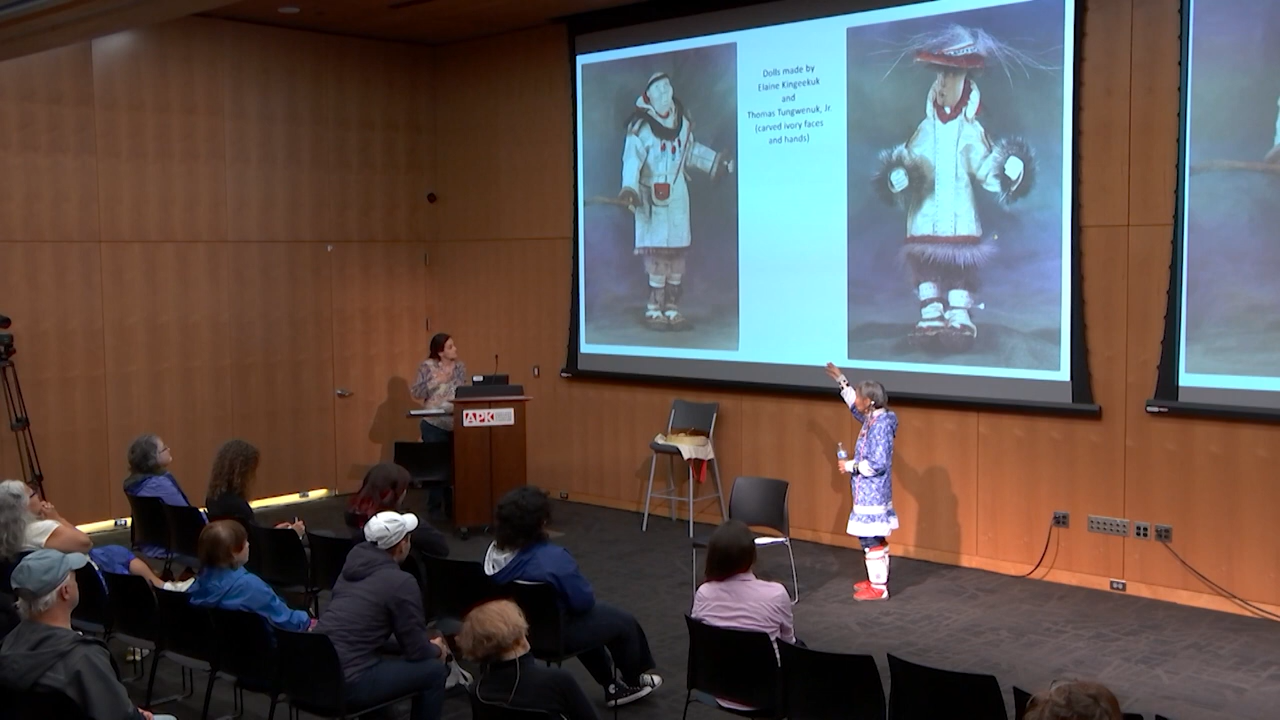 Dolls made by
Elaine Kingeekuk
and
Thomas Tungwenuk, Jr.
(carved ivory faces
and hands)
APK